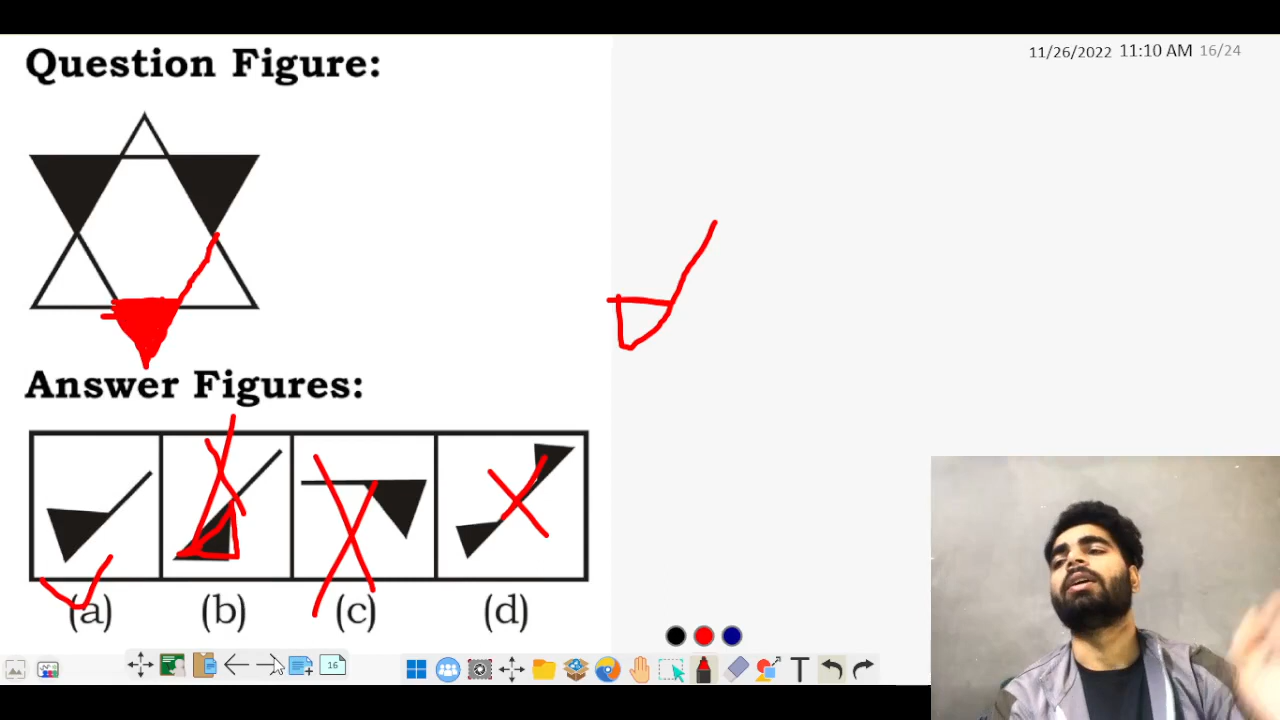 Question Figure:
11/26/2022 11:10 AM 16/24
Answer Figures:
(a) (b) (c) (d)
16
T